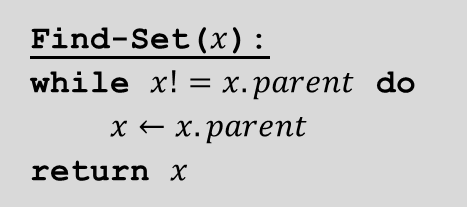 Find-Set(x):
while x! = x.parent do
x ← x.parent
return x